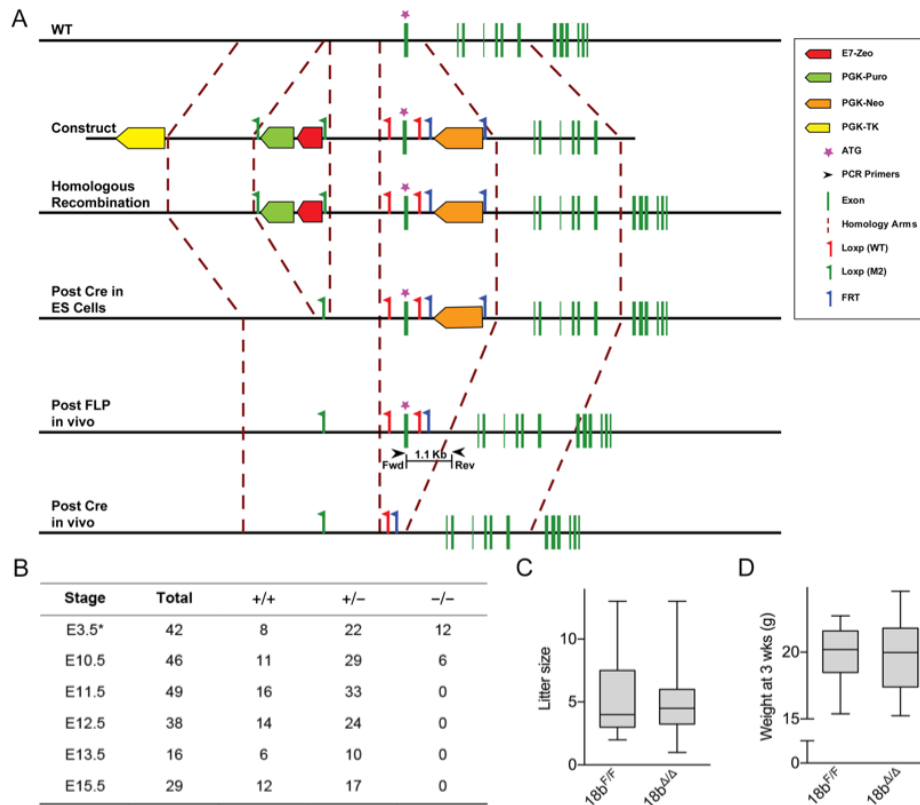 A
WT
Construct
Homologous
Recombination
Post Cre in
ES Cells
Post FLP
in vivo
Fwd
1.1 Kb
Rev
Post Cre
in vivo
E7-Zeo
PGK-Puro
PGK-Neo
PGK-TK
ATG
PCR Primers
Exon
Homology Arms
Loxp (WT)
Loxp (M2)
FRT
B
Stage Total +/+ +/− −/−
E3.5* 42 8 22 12
E10.5 46 11 29 6
E11.5 49 16 33 0
E12.5 38 14 24 0
E13.5 16 6 10 0
E15.5 29 12 17 0
C
Litter size
10
5
0
18b^F/F
18b^Δ/Δ
D
Weight at 3 wks (g)
20
15
0
18b^F/F
18b^Δ/Δ